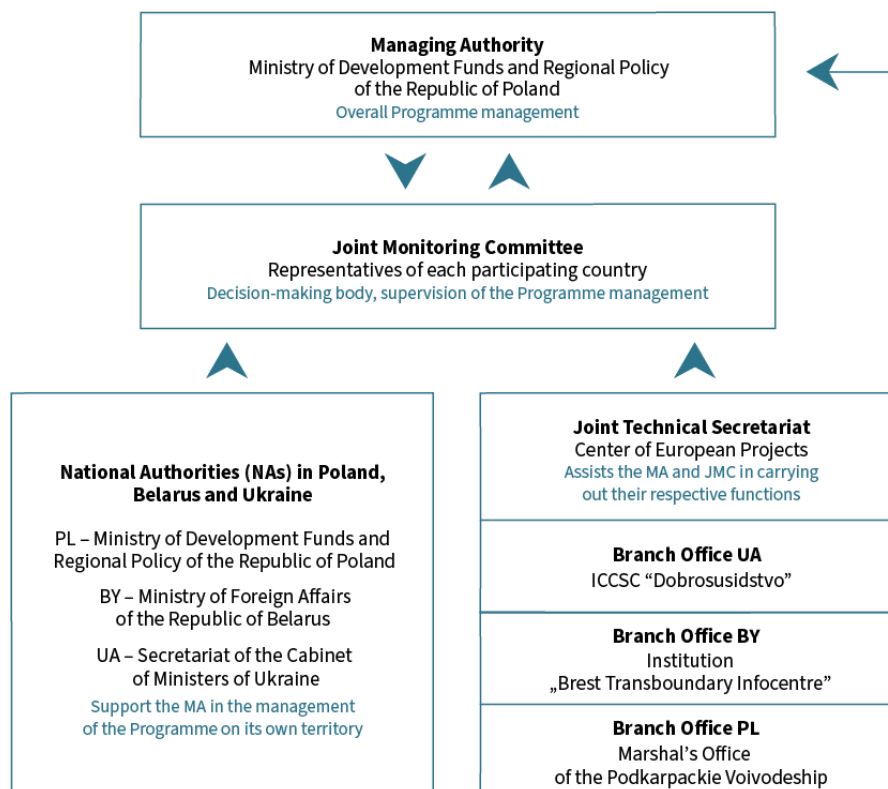 Managing Authority
Ministry of Development Funds and Regional Policy
of the Republic of Poland
Overall Programme management
Joint Monitoring Committee
Representatives of each participating country
Decision-making body, supervision of the Programme management
National Authorities (NAs) in Poland,
Belarus and Ukraine
PL – Ministry of Development Funds and
Regional Policy of the Republic of Poland
BY – Ministry of Foreign Affairs
of the Republic of Belarus
UA – Secretariat of the Cabinet
of Ministers of Ukraine
Support the MA in the management
of the Programme on its own territory
Joint Technical Secretariat
Center of European Projects
Assists the MA and JMC in carrying
out their respective functions
Branch Office UA
ICCSC “Dobrosusidstvo”
Branch Office BY
Institution
„Brest Transboundary Infocentre”
Branch Office PL
Marshal’s Office
of the Podkarpackie Voivodeship